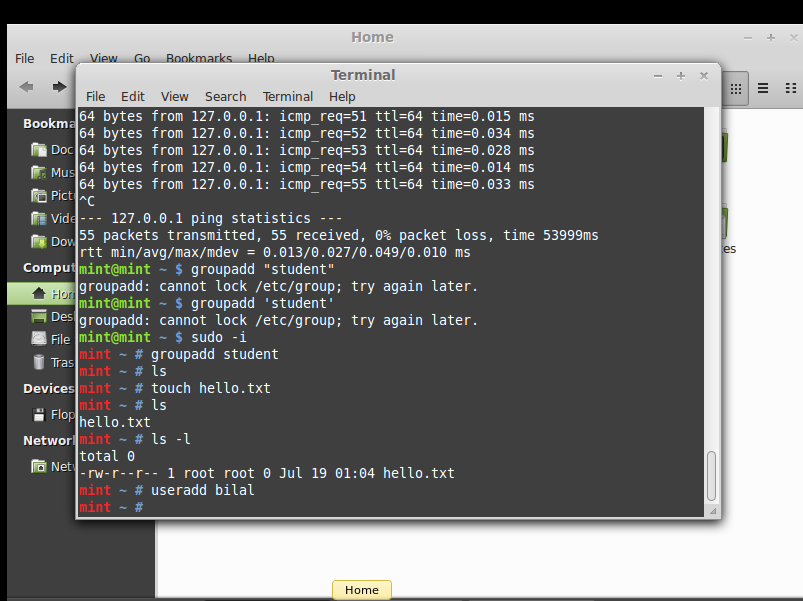 Home
File Edit View Go Bookmarks Help
Terminal
File Edit View Search Terminal Help
64 bytes from 127.0.0.1: icmp_req=51 ttl=64 time=0.015 ms
64 bytes from 127.0.0.1: icmp_req=52 ttl=64 time=0.034 ms
64 bytes from 127.0.0.1: icmp_req=53 ttl=64 time=0.028 ms
64 bytes from 127.0.0.1: icmp_req=54 ttl=64 time=0.014 ms
64 bytes from 127.0.0.1: icmp_req=55 ttl=64 time=0.033 ms
^C
--- 127.0.0.1 ping statistics ---
55 packets transmitted, 55 received, 0% packet loss, time 53999ms
rtt min/avg/max/mdev = 0.013/0.027/0.049/0.010 ms
mint@mint ~ $ groupadd "student"
groupadd: cannot lock /etc/group; try again later.
mint@mint ~ $ groupadd 'student'
groupadd: cannot lock /etc/group; try again later.
mint@mint ~ $ sudo -i
mint ~ # groupadd student
mint ~ # ls
mint ~ # touch hello.txt
mint ~ # ls
hello.txt
mint ~ # ls -l
total 0
-rw-r--r-- 1 root root 0 Jul 19 01:04 hello.txt
mint ~ # useradd bilal
mint ~ #
Bookma
Doc
Mus
Pict
Vide
Dow
Comput
Hom
Des
File
Tras
Devices
Flop
Networ
Netw
es
Home